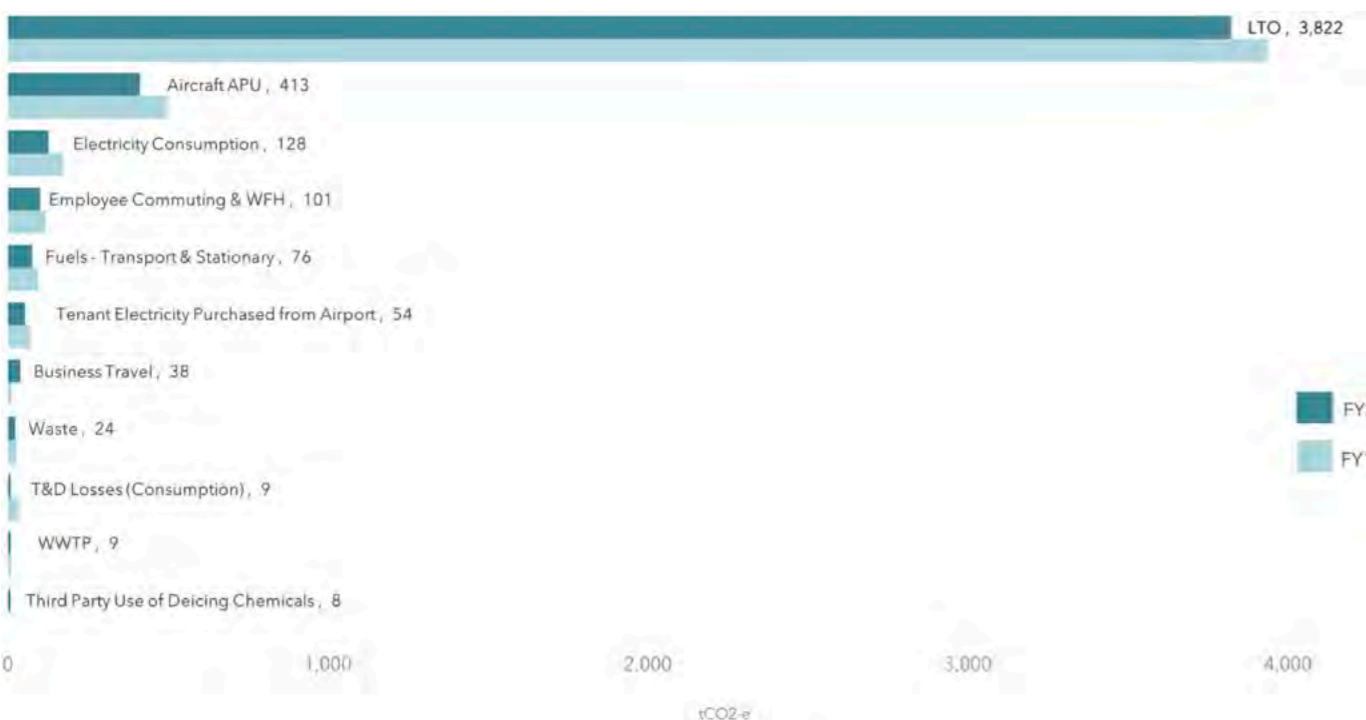 LTO, 3,822
Aircraft APU, 413
Electricity Consumption, 128
Employee Commuting & WFH, 101
Fuels - Transport & Stationary, 76
Tenant Electricity Purchased from Airport, 54
Business Travel, 38
Waste, 24
FY
T&D Losses (Consumption), 9
FY
WWTP, 9
Third Party Use of Deicing Chemicals, 8
0 1,000 2,000 3,000 4,000
tCO2-e